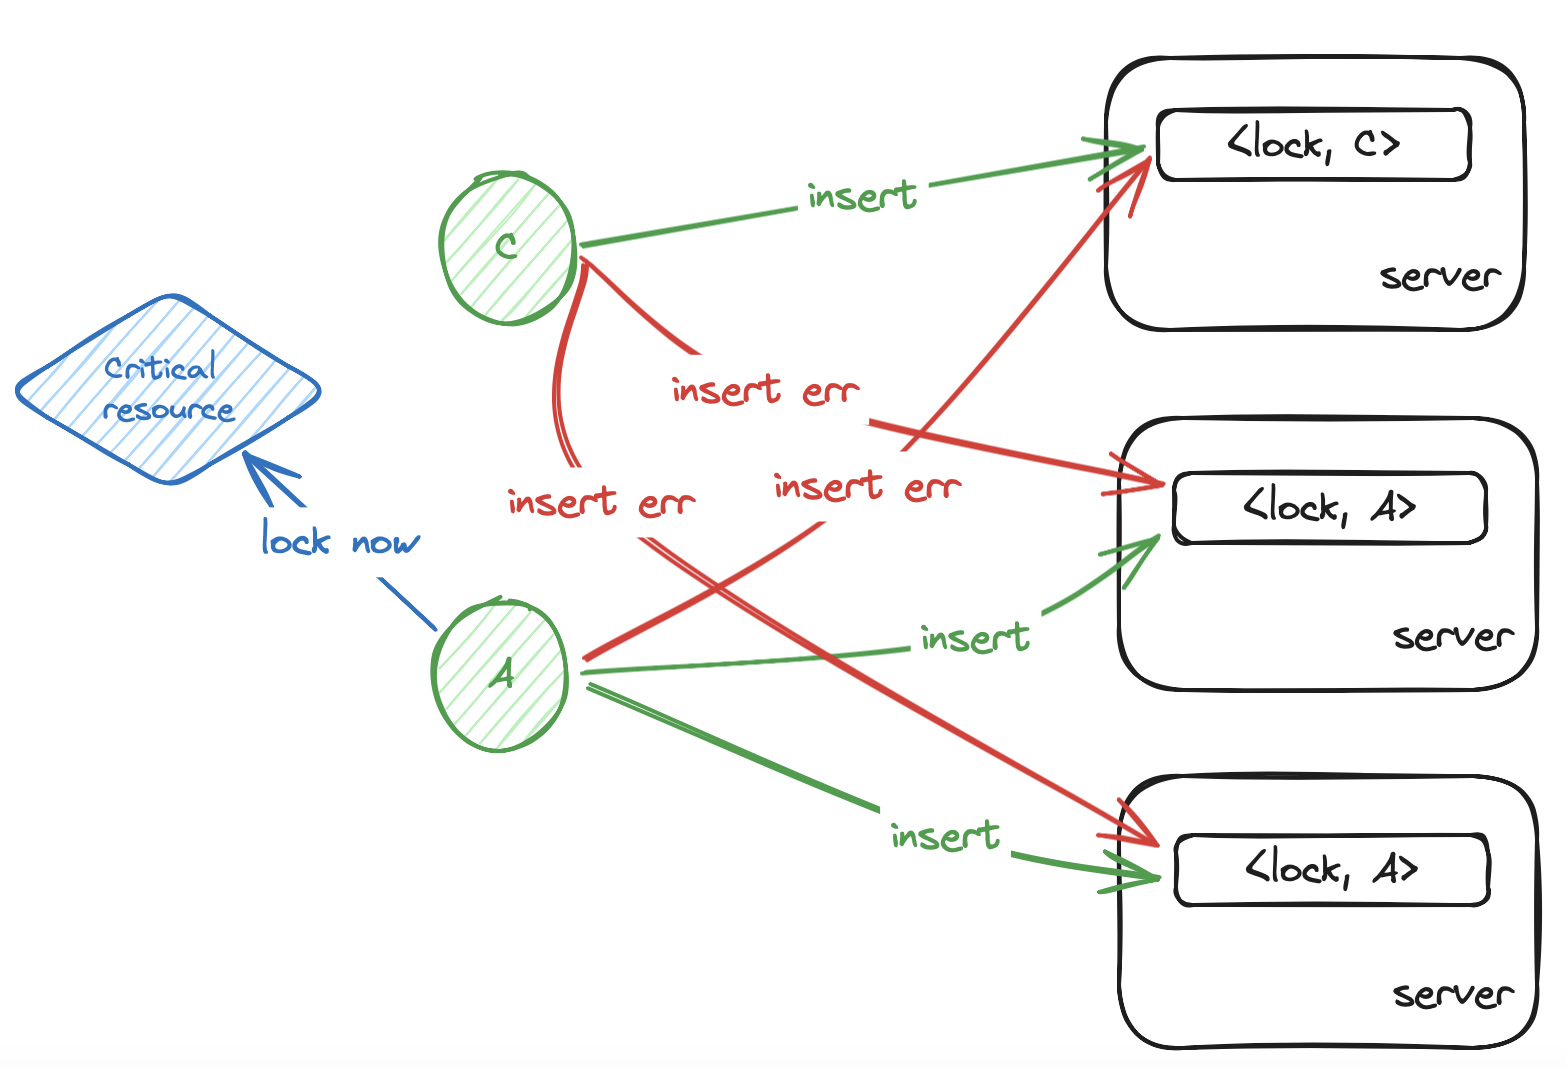 <lock, C>
insert
server
C
Critical
resource
insert err
insert err
insert err
<lock, A>
lock now
insert
server
A
insert
<lock, A>
server